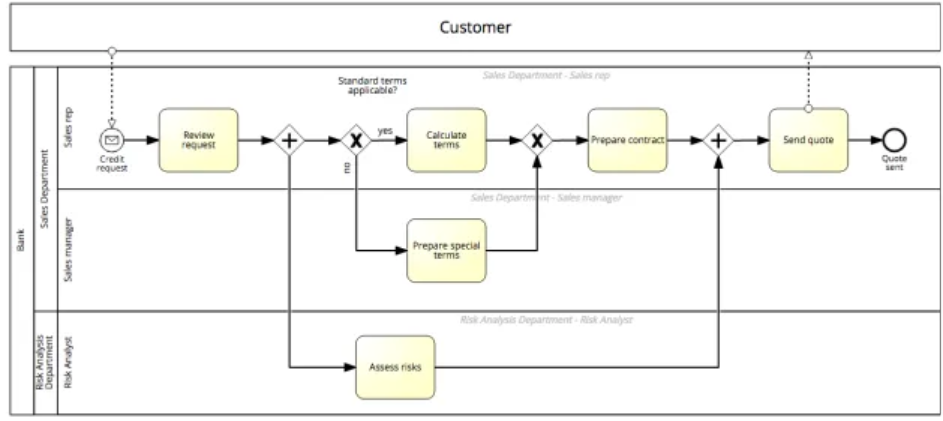 Customer
Sales Department - Sales rep
Standard terms
applicable?
Sales rep
Review
request
yes
Calculate
terms
Prepare contract
Send quote
Credit
request
no
Quote
sent
Sales Department
Bank
Sales Department - Sales manager
Sales manager
Prepare special
terms
Risk Analysis Department - Risk Analyst
Risk Analysis
Department
Risk Analyst
Assess risks